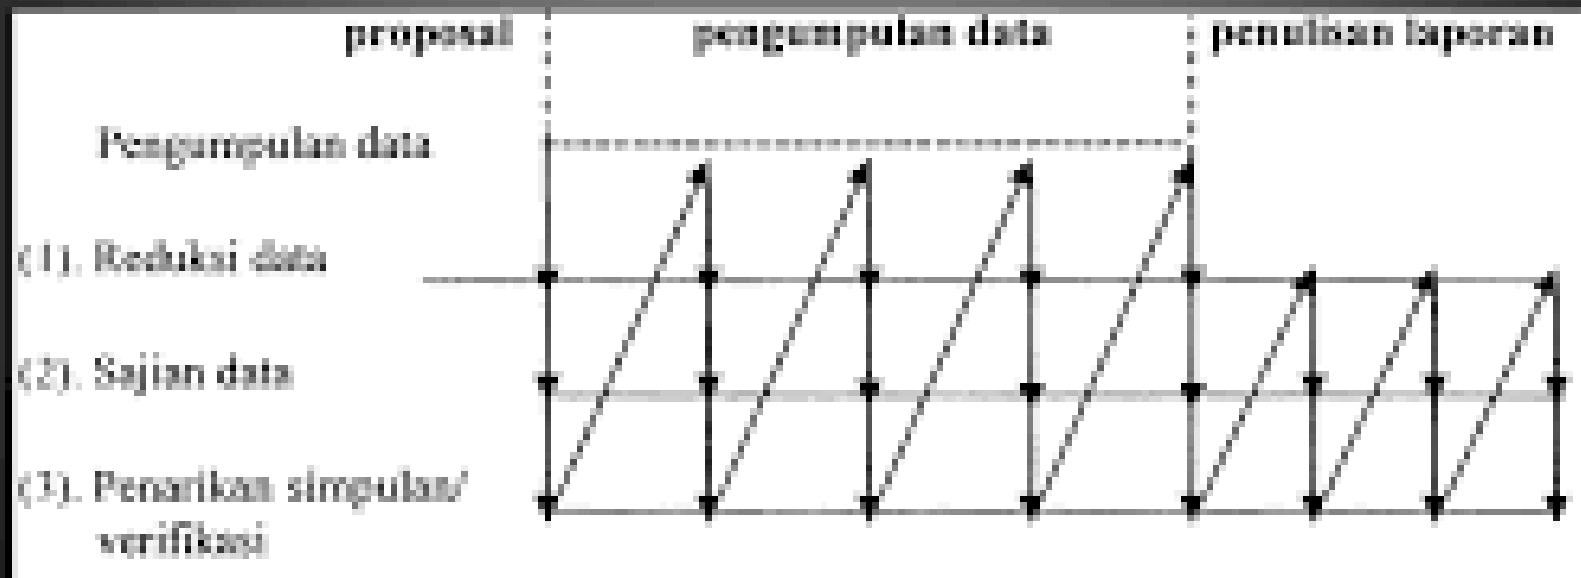 proposal pengumpulan data penulisan laporan
Pengumpulan data
(1). Reduksi data
(2). Sajian data
(3). Penarikan simpulan/
verifikasi